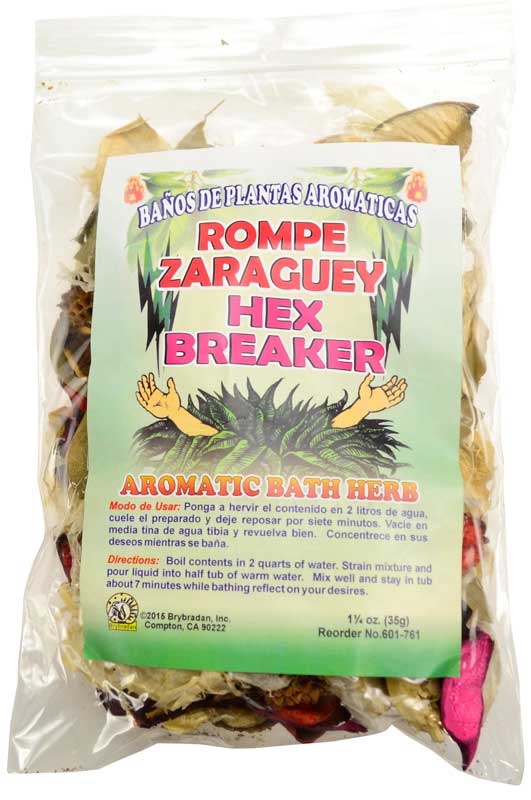 BAÑOS DE PLANTAS AROMATICAS
ROMPE
ZARAGUEY
HEX
BREAKER
AROMATIC BATH HERB
Modo de Usar: Ponga a hervir el contenido en 2 litros de agua,
cuele el preparado y deje reposar por siete minutos. Vacie en
media tina de agua tibia y revuelva bien. Concentrece en sus
deseos mientras se baña.
Directions: Boil contents in 2 quarts of water. Strain mixture and
pour liquid into half tub of warm water. Mix well and stay in tub
about 7 minutes while bathing reflect on your desires.
Brybradan
©2015 Brybradan, Inc.
Compton, CA 90222
1¼ oz. (35g)
Reorder No.601-761